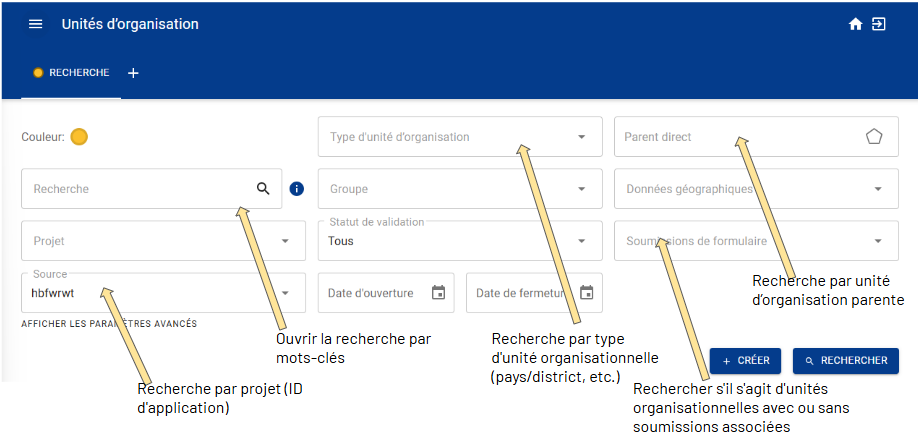 Unités d'organisation
RECHERCHE +
Couleur:
Type d'unité d'organisation
Parent direct
Recherche
Groupe
Données géographiques
Projet
Statut de validation
Tous
Soumissions de formulaire
Source
hbfwrwt
Date d'ouverture
Date de fermetur
AFFICHER LES PARAMÈTRES AVANCÉS
Recherche par unité
d'organisation parente
Ouvrir la recherche par
mots-clés
Recherche par type
d'unité organisationnelle
(pays/district, etc.)
+ CRÉER
RECHERCHER
Recherche par projet (ID
d'application)
Rechercher s'il s'agit d'unités
organisationnelles avec ou sans
soumissions associées